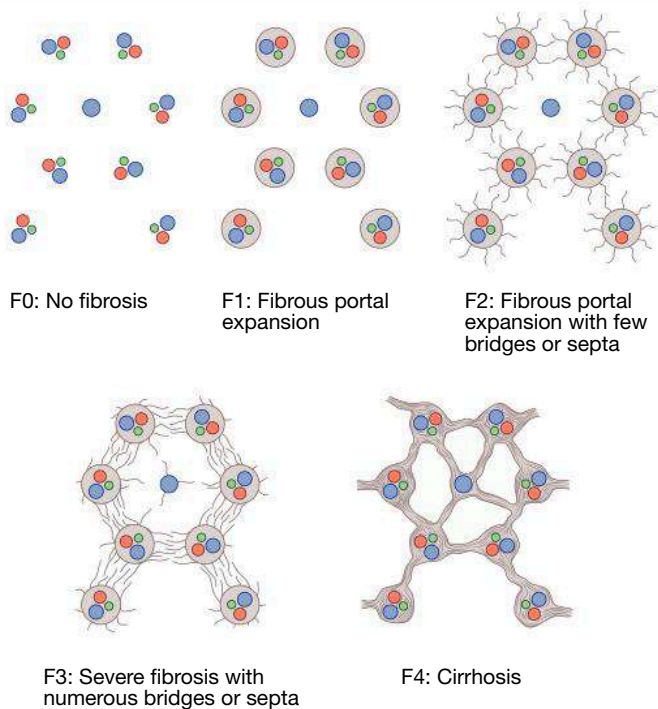 F0: No fibrosis
F1: Fibrous portal
expansion
F2: Fibrous portal
expansion with few
bridges or septa
F3: Severe fibrosis with
numerous bridges or septa
F4: Cirrhosis